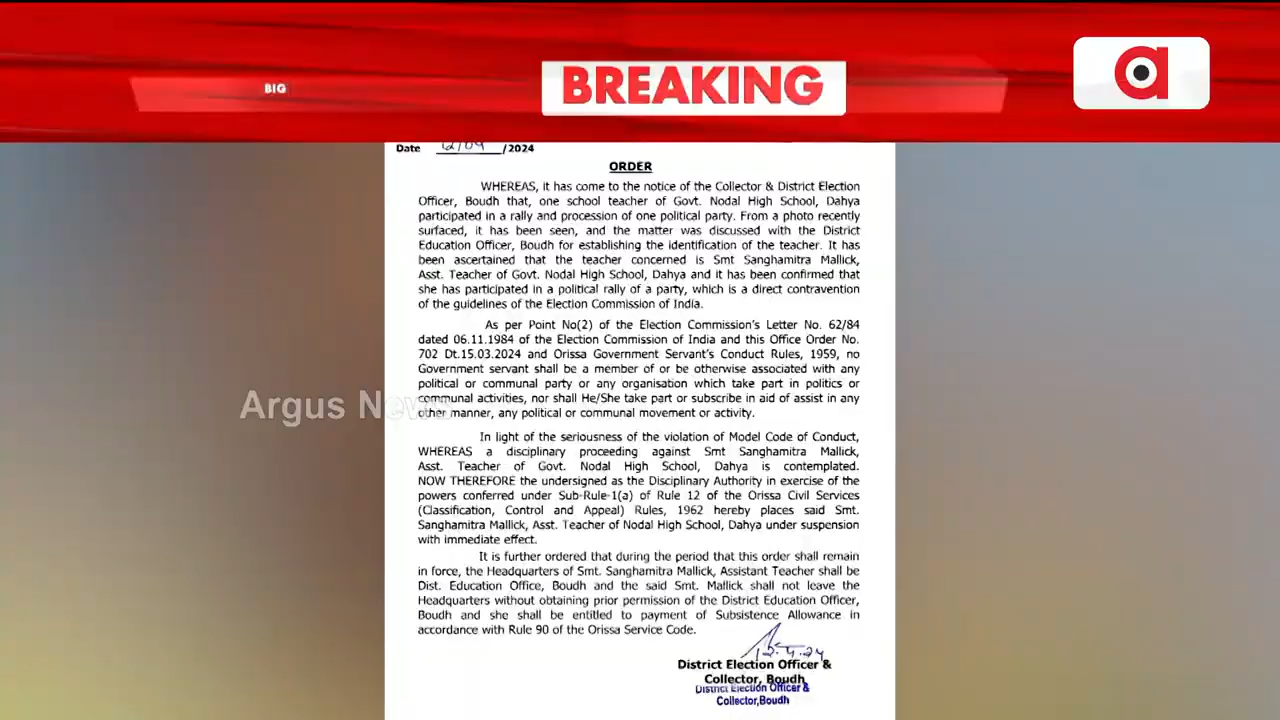 BIG
BREAKING
a
Date 12/04/2024
ORDER
WHEREAS, it has come to the notice of the Collector & District Election
Officer, Boudh that, one school teacher of Govt. Nodal High School, Dahya
participated in a rally and procession of one political party. From a photo recently
surfaced, it has been seen, and the matter was discussed with the District
Education Officer, Boudh for establishing the identification of the teacher. It has
been ascertained that the teacher concerned is Smt Sanghamitra Mallick,
Asst. Teacher of Govt. Nodal High School, Dahya and it has been confirmed that
she has participated in a political rally of a party, which is a direct contravention
of the guidelines of the Election Commission of India.
As per Point No(2) of the Election Commission's Letter No. 62/84
dated 06.11.1984 of the Election Commission of India and this Office Order No.
702 Dt.15.03.2024 and Orissa Government Servant's Conduct Rules, 1959, no
Government servant shall be a member of or be otherwise associated with any
political or communal party or any organisation which take part in politics or
communal activities, nor shall He/She take part or subscribe in aid of assist in any
other manner, any political or communal movement or activity.
Argus News
In light of the seriousness of the violation of Model Code of Conduct,
WHEREAS a disciplinary proceeding against Smt Sanghamitra Mallick,
Asst. Teacher of Govt. Nodal High School, Dahya is contemplated.
NOW THEREFORE the undersigned as the Disciplinary Authority in exercise of the
powers conferred under Sub-Rule-1(a) of Rule 12 of the Orissa Civil Services
(Classification, Control and Appeal) Rules, 1962 hereby places said Smt.
Sanghamitra Mallick, Asst. Teacher of Nodal High School, Dahya under suspension
with immediate effect.
It is further ordered that during the period that this order shall remain
in force, the Headquarters of Smt. Sanghamitra Mallick, Assistant Teacher shall be
Dist. Education Office, Boudh and the said Smt. Mallick shall not leave the
Headquarters without obtaining prior permission of the District Education Officer,
Boudh and she shall be entitled to payment of Subsistence Allowance in
accordance with Rule 90 of the Orissa Service Code.
12.4.24
District Election Officer &
Collector, Boudh
District Election Officer &
Collector,Boudh